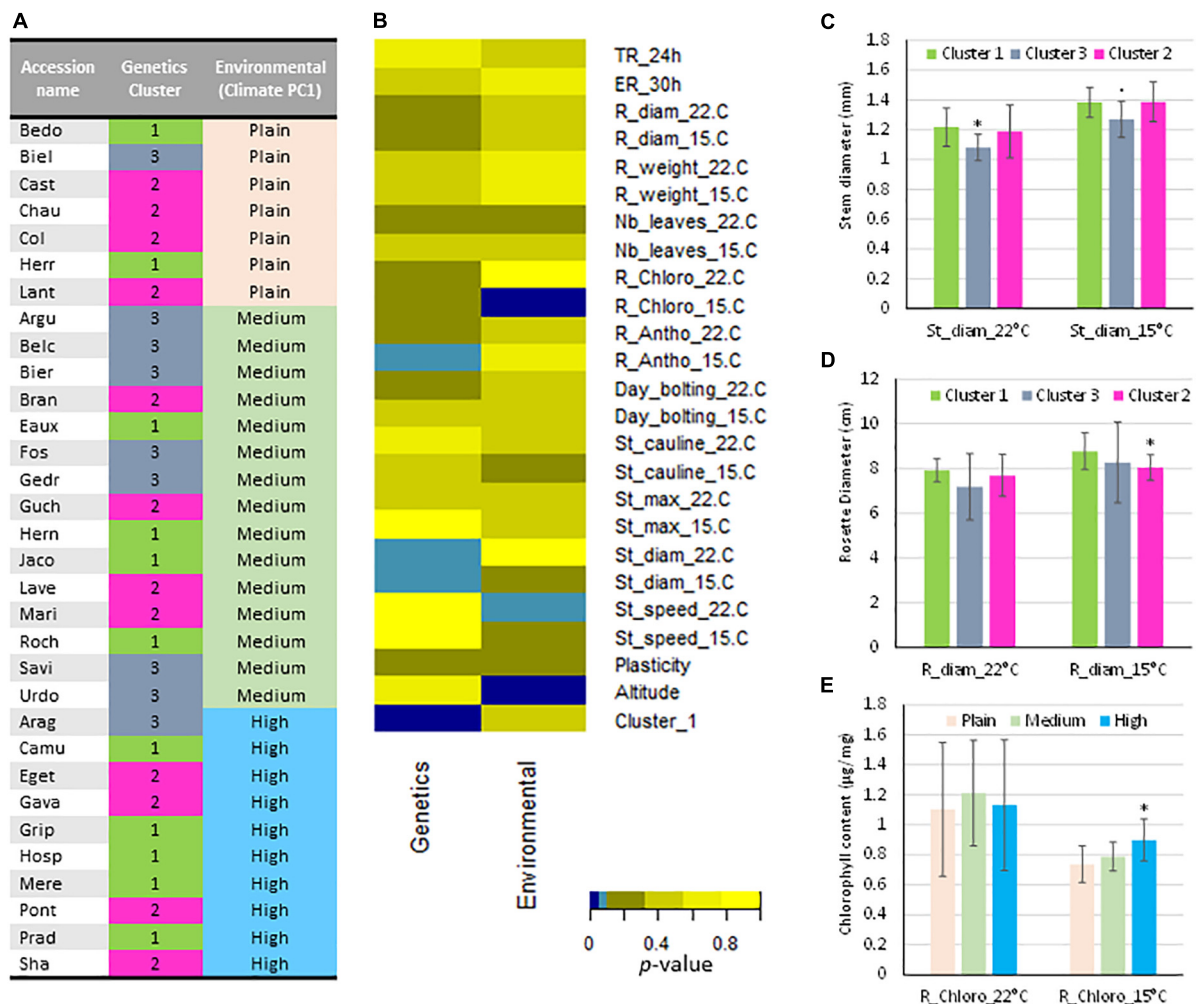 A
Accession name Genetics Cluster Environmental (Climate PC1)
Bedo 1 Plain
Biel 3 Plain
Cast 2 Plain
Chau 2 Plain
Col 2 Plain
Herr 1 Plain
Lant 2 Plain
Argu 3 Medium
Belc 3 Medium
Bier 3 Medium
Bran 2 Medium
Eaux 1 Medium
Fos 3 Medium
Gedr 3 Medium
Guch 2 Medium
Hern 1 Medium
Jaco 1 Medium
Lave 2 Medium
Mari 2 Medium
Roch 1 Medium
Savi 3 Medium
Urdo 3 Medium
Arag 3 High
Camu 1 High
Eget 2 High
Gava 2 High
Grip 1 High
Hosp 1 High
Mere 1 High
Pont 2 High
Prad 1 High
Sha 2 High
B
TR_24h
ER_30h
R_diam_22.C
R_diam_15.C
R_weight_22.C
R_weight_15.C
Nb_leaves_22.C
Nb_leaves_15.C
R_Chloro_22.C
R_Chloro_15.C
R_Antho_22.C
R_Antho_15.C
Day_bolting_22.C
Day_bolting_15.C
St_cauline_22.C
St_cauline_15.C
St_max_22.C
St_max_15.C
St_diam_22.C
St_diam_15.C
St_speed_22.C
St_speed_15.C
Plasticity
Altitude
Cluster_1
Genetics
Environmental
0 0.4 0.8
p-value
C
Stem diameter (mm)
1.8
1.6
1.4
1.2
1
0.8
0.6
0.4
0.2
0
Cluster 1 Cluster 3 Cluster 2
* .
St_diam_22°C St_diam_15°C
D
Rosette Diameter (cm)
12
10
8
6
4
2
0
Cluster 1 Cluster 3 Cluster 2
*
R_diam_22°C R_diam_15°C
E
Chlorophyll content (µg/mg)
1.8
1.6
1.4
1.2
1
0.8
0.6
0.4
0.2
0
Plain Medium High
*
R_Chloro_22°C R_Chloro_15°C